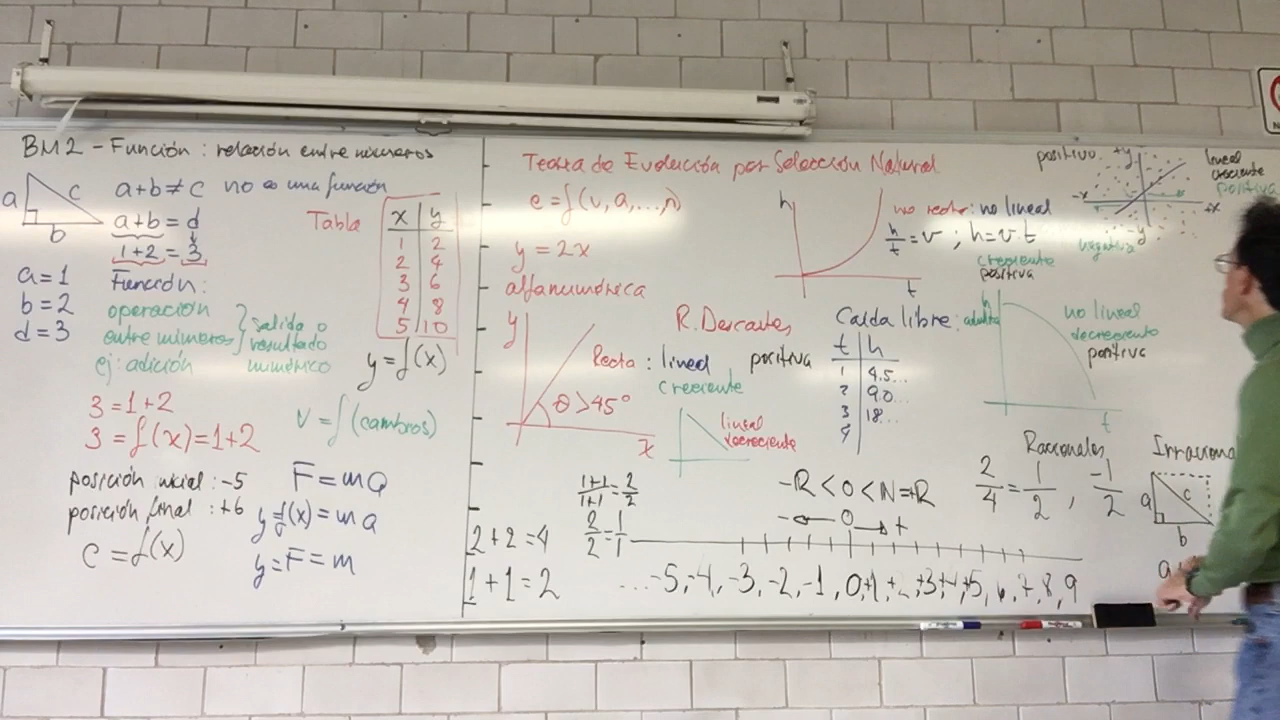 BM2 - Función : relación entre números
a
c
b
a+b≠c no es una función
a+b=d
1+2=3
a=1
b=2
d=3
Función:
operación
entre números
ej: adición
salida o
resultado
numérico
Tabla
x | y
1 | 2
2 | 4
3 | 6
4 | 8
5 | 10
y=f(x)
3=1+2
3=f(x)=1+2
V=f(cambios)
posición inicial : -5
posición final : +6
e=f(x)
F=ma
y=f(x)=ma
y=F=m
Teoría de Evolución por Selección Natural
e=f(v,a,...,n)
y=2x
alfanumérica
y
x
θ>45°
R. Descartes
Recta : lineal positiva
creciente
lineal
decreciente
h
t
no recta : no lineal
h/t=v ; h=v.t
creciente
positiva
Caída libre:
t | h
1 | 4.5...
2 | 9.0...
3 | 18...
4
h
t
no lineal
decreciente
positiva
positivo
+y
-x
+x
-y
negativa
lineal
creciente
positiva
2+2=4
1+1=2
1+1/1+1=2/2
2/2=1/1
-R<0<N=+R
- ← 0 → +
... -5, -4, -3, -2, -1, 0, +1, +2, +3, +4, +5, 6, 7, 8, 9
Racionales
2/4=1/2 , -1/2
Irraciona
a
c
b